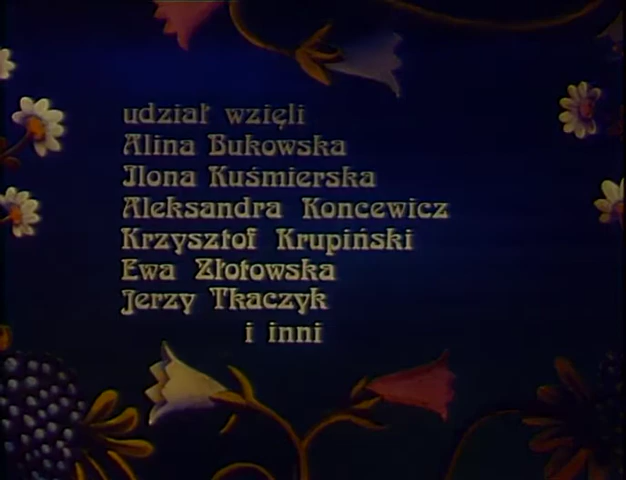 udział wzięli
Alina Bukowska
Ilona Kuśmierska
Aleksandra Koncewicz
Krzysztof Krupiński
Ewa Złotowska
Jerzy Tkaczyk
i inni